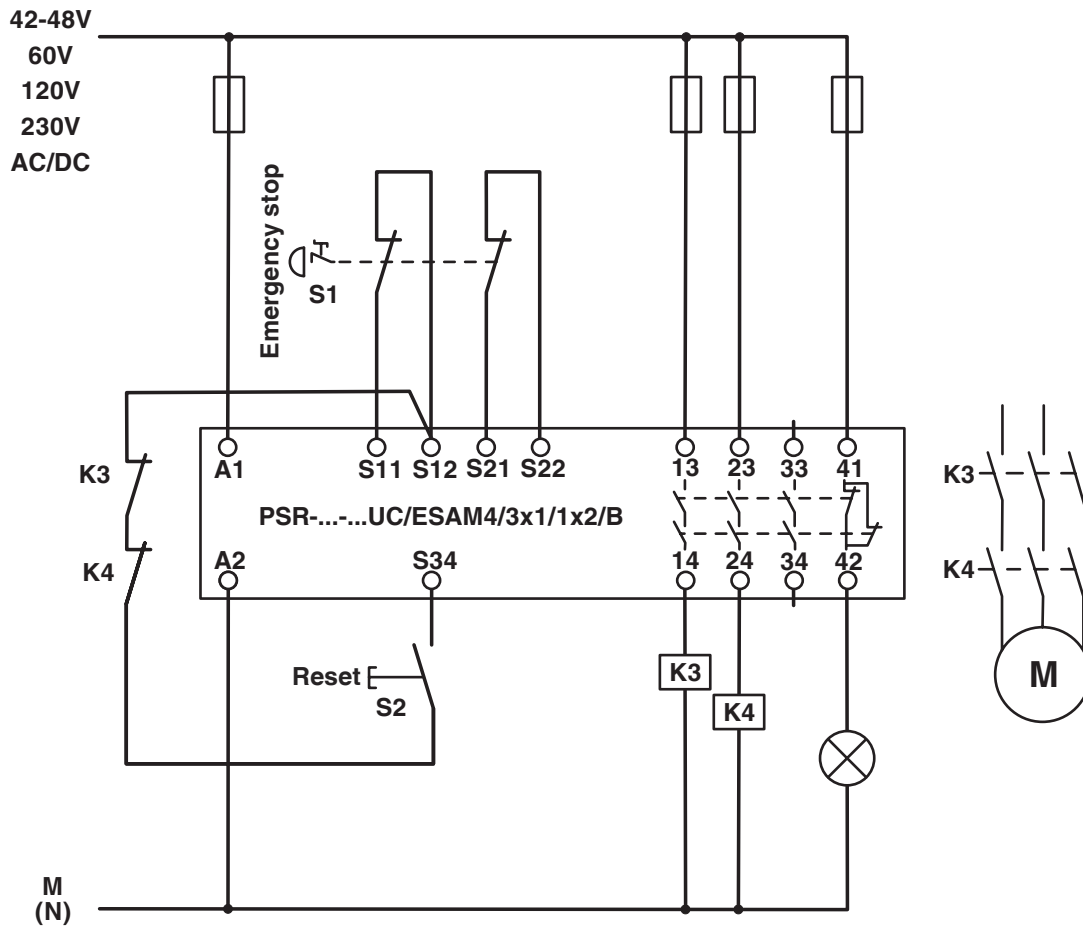 42-48V
60V
120V
230V
AC/DC
Emergency stop
S1
K3
K4
A1
S11
S12
S21
S22
13
23
33
41
PSR-...-...UC/ESAM4/3x1/1x2/B
A2
S34
14
24
34
42
Reset
S2
K3
K4
K3
K4
M
M
(N)